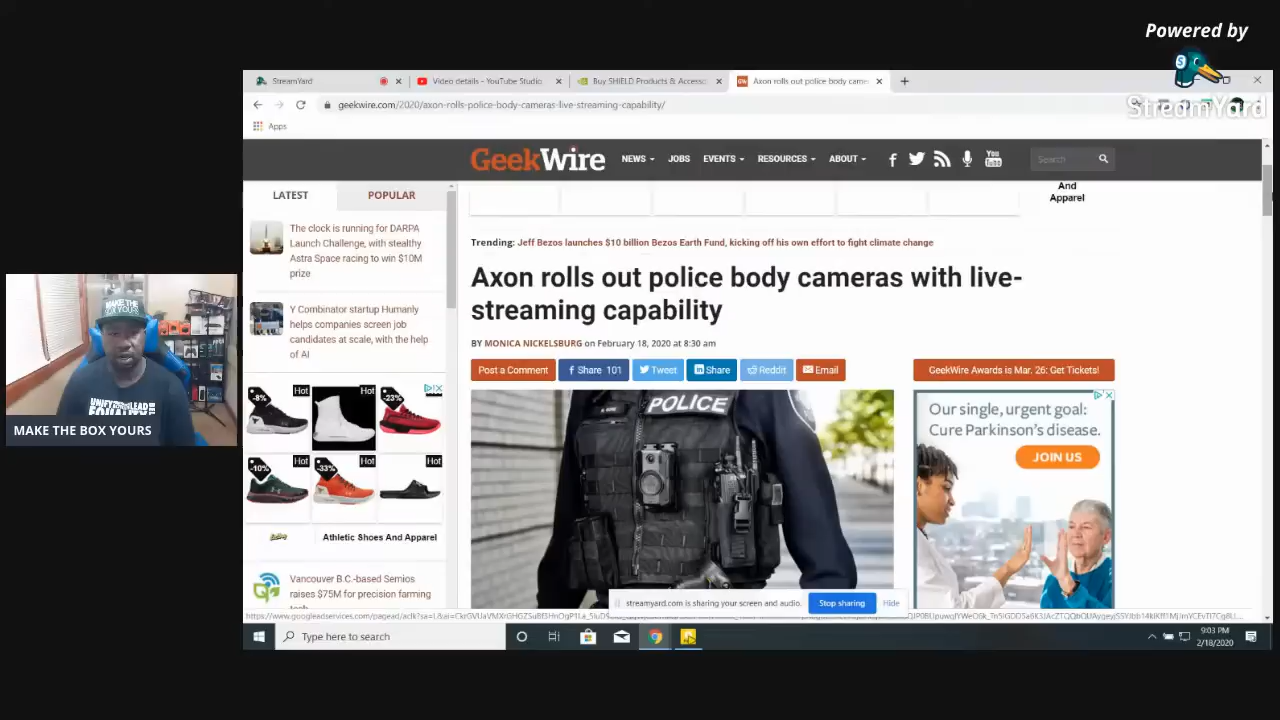 Powered by
StreamYard
StreamYard
Video details - YouTube Studio
Buy SHIELD Products & Accesso
Axon rolls out police body came
geekwire.com/2020/axon-rolls-police-body-cameras-live-streaming-capability/
Apps
GeekWire
NEWS
JOBS
EVENTS
RESOURCES
ABOUT
You
Search
LATEST
POPULAR
And
Apparel
The clock is running for DARPA
Launch Challenge, with stealthy
Astra Space racing to win $10M
prize
Trending: Jeff Bezos launches $10 billion Bezos Earth Fund, kicking off his own effort to fight climate change
Axon rolls out police body cameras with live-
streaming capability
BY MONICA NICKELSBURG on February 18, 2020 at 8:30 am
Y Combinator startup Humanly
helps companies screen job
candidates at scale, with the help
of AI
Post a Comment
Share 101
Tweet
Share
Reddit
Email
GeekWire Awards is Mar. 26: Get Tickets!
-8%
Hot
Hot
-23%
Hot
-10%
Hot
-33%
Hot
Hot
Athletic Shoes And Apparel
POLICE
Our single, urgent goal:
Cure Parkinson's disease.
JOIN US
MAKE THE
BOX YOURS
MAKE THE BOX YOURS
Vancouver B.C.-based Semios
raises $75M for precision farming
streamyard.com is sharing your screen and audio.
Stop sharing
Hide
Type here to search
9:03 PM
2/18/2020